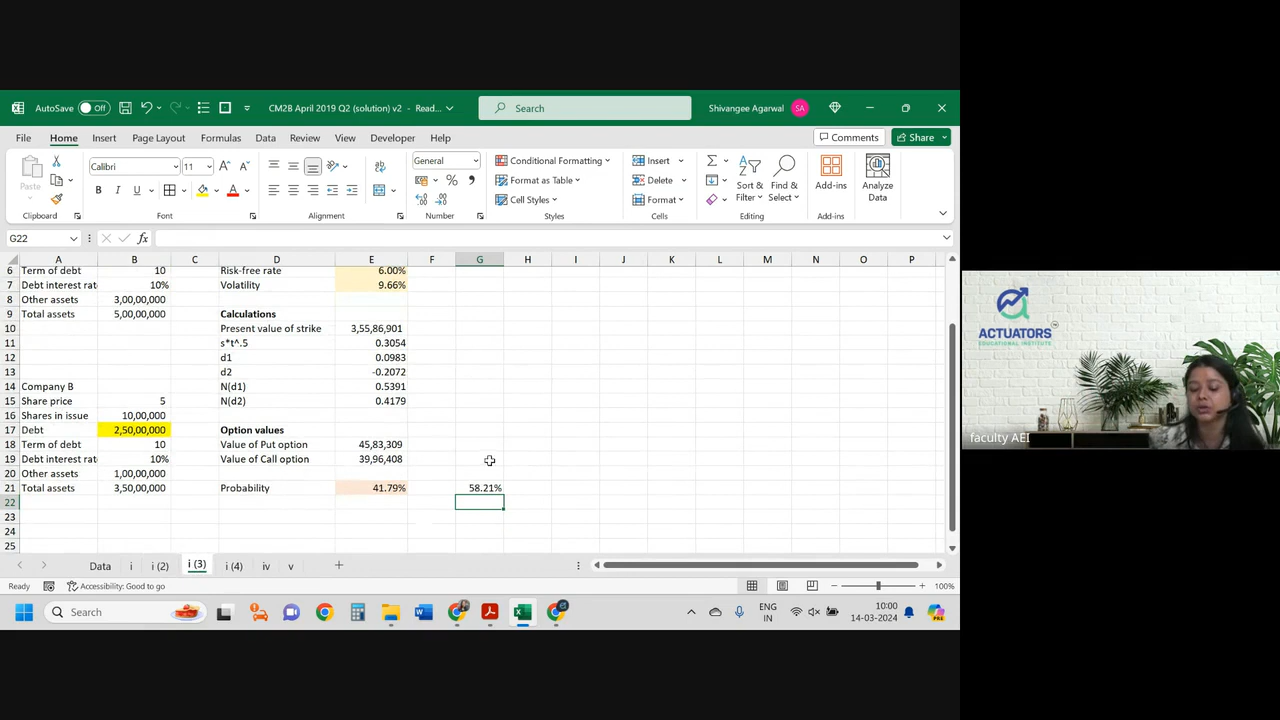 AutoSave Off CM2B April 2019 Q2 (solution) v2 - Read... Search Shivangee Agarwal SA
File Home Insert Page Layout Formulas Data Review View Developer Help Comments Share
Paste Calibri 11 General Conditional Formatting Format as Table Cell Styles Insert Delete Format Sort & Filter Find & Select Add-ins Analyze Data
Clipboard Font Alignment Number Styles Cells Editing Add-ins
G22 fx
A B C D E F G H I J K L M N O P
6 Term of debt 10 Risk-free rate 6.00%
7 Debt interest rat 10% Volatility 9.66%
8 Other assets 3,00,00,000
9 Total assets 5,00,00,000 Calculations
10 Present value of strike 3,55,86,901
11 s*t^.5 0.3054
12 d1 0.0983
13 d2 -0.2072
14 Company B N(d1) 0.5391
15 Share price 5 N(d2) 0.4179
16 Shares in issue 10,00,000
17 Debt 2,50,00,000 Option values
18 Term of debt 10 Value of Put option 45,83,309
19 Debt interest rat 10% Value of Call option 39,96,408
20 Other assets 1,00,00,000
21 Total assets 3,50,00,000 Probability 41.79% 58.21%
22
23
24
25
Data i i (2) i (3) i (4) iv v
Ready Accessibility: Good to go 100%
Search ENG IN 10:00 14-03-2024
ACTUATORS
EDUCATIONAL INSTITUTE
faculty AEI